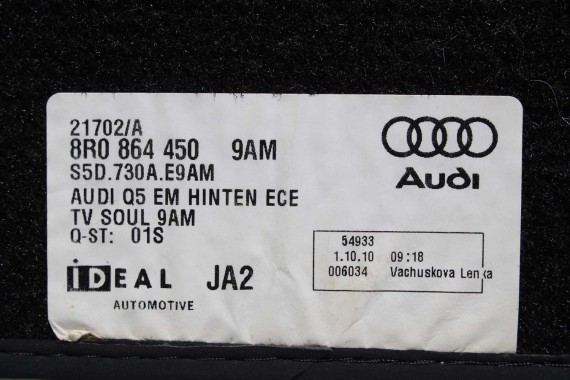 21702/A
8R0 864 450 9AM
S5D.730A.E9AM
AUDI Q5 EM HINTEN ECE
TV SOUL 9AM
Q-ST: 01S
Audi
54933
1.10.10 09:18
006034 Vachuskova Lenka
IDEAL JA2
AUTOMOTIVE